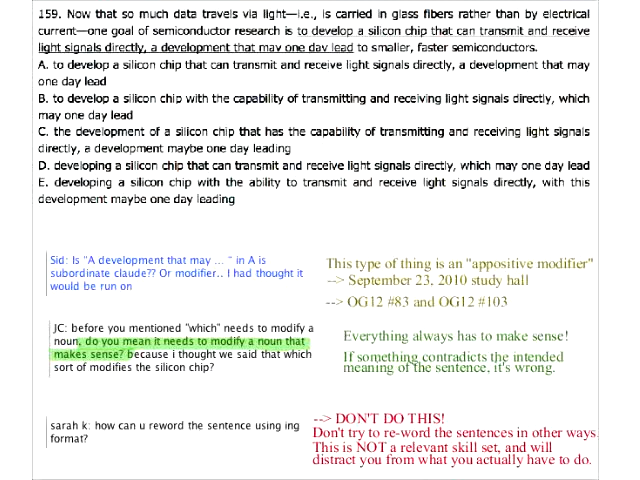 159. Now that so much data travels via light—i.e., is carried in glass fibers rather than by electrical
current—one goal of semiconductor research is to develop a silicon chip that can transmit and receive
light signals directly, a development that may one day lead to smaller, faster semiconductors.
A. to develop a silicon chip that can transmit and receive light signals directly, a development that may
one day lead
B. to develop a silicon chip with the capability of transmitting and receiving light signals directly, which
may one day lead
C. the development of a silicon chip that has the capability of transmitting and receiving light signals
directly, a development maybe one day leading
D. developing a silicon chip that can transmit and receive light signals directly, which may one day lead
E. developing a silicon chip with the ability to transmit and receive light signals directly, with this
development maybe one day leading
Sid: Is "A development that may ... " in A is
subordinate claude?? Or modifier.. I had thought it
would be run on
This type of thing is an "appositive modifier"
--> September 23, 2010 study hall
--> OG12 #83 and OG12 #103
JC: before you mentioned "which" needs to modify a
noun, do you mean it needs to modify a noun that
makes sense? because i thought we said that which
sort of modifies the silicon chip?
Everything always has to make sense!
If something contradicts the intended
meaning of the sentence, it's wrong.
sarah k: how can u reword the sentence using ing
format?
--> DON'T DO THIS!
Don't try to re-word the sentences in other ways.
This is NOT a relevant skill set, and will
distract you from what you actually have to do.